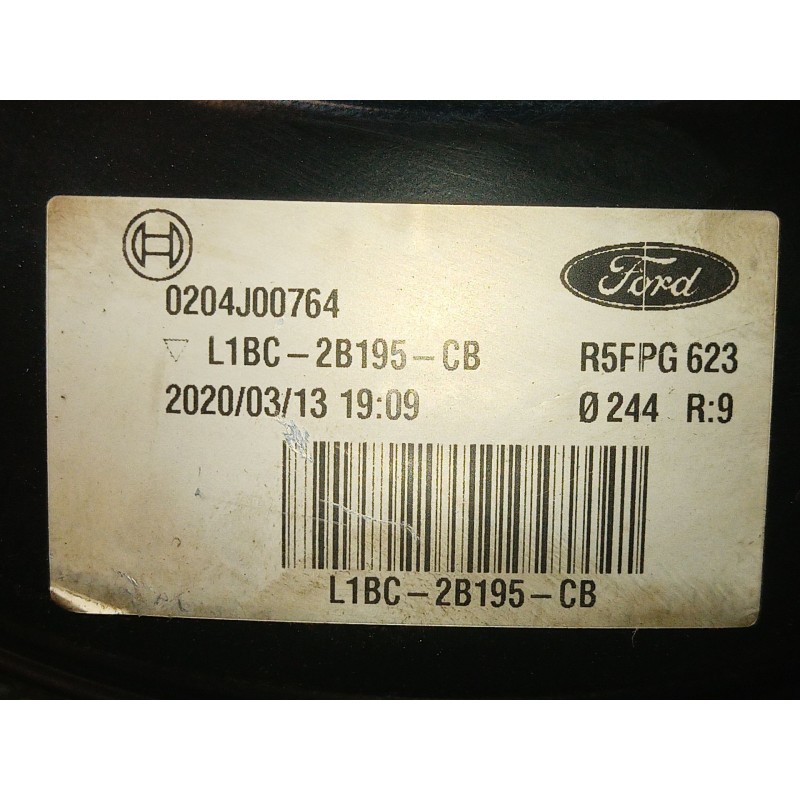 Ford
0204J00764
▽ L1BC-2B195-CB R5FPG 623
2020/03/13 19:09 Ø 244 R:9
L1BC-2B195-CB